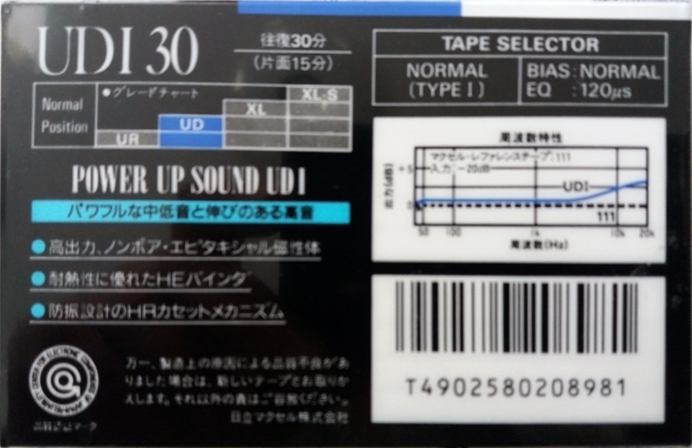 UDI 30
往復30分
(片面15分)
Normal
Position
●グレードチャート
XL-S
XL
UD
UR
POWER UP SOUND UDI
パワフルな中低音と伸びのある高音
●高出力、ノンポア・エピタキシャル磁性体
●耐熱性に優れたHEバインダ
●防振設計のHRカセットメカニズム
万一、製造上の原因による品質不良があ
りました場合は、新しいテープとお取りか
えします。それ以外の責はご容赦ください。
日立マクセル株式会社
品質認証マーク
TAPE SELECTOR
NORMAL
(TYPE I)
BIAS: NORMAL
EQ : 120μs
周波数特性
マクセル・レファレンステープ: 111
入力: -20dB
出力(dB)
+5
0
UDI
111
50 100 1k 10k 20k
周波数(Hz)
T4902580208981